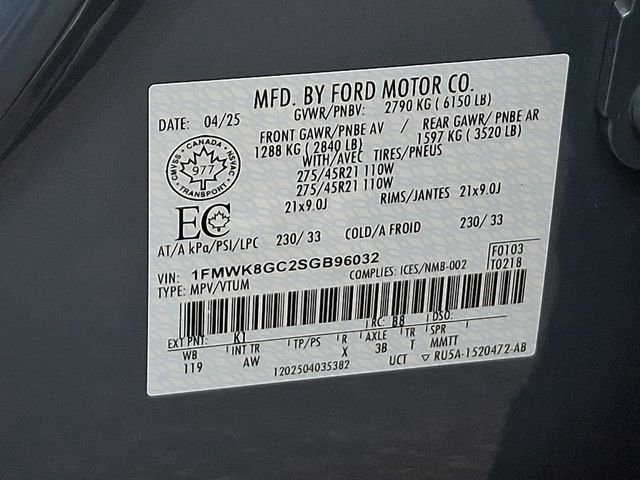 MFD. BY FORD MOTOR CO.
DATE: 04/25 GVWR/PNBV: 2790 KG ( 6150 LB)
FRONT GAWR/PNBE AV / REAR GAWR/ PNBE AR
1288 KG ( 2840 LB) 1597 KG ( 3520 LB)
WITH/AVEC TIRES/PNEUS
275/45R21 110W
275/45R21 110W
21x9.0J RIMS/JANTES 21x9.0J
CMVSS · CANADA · NSVAC
977
TRANSPORT
EC
AT/A kPa/PSI/LPC 230/ 33 COLD/A FROID 230/ 33
VIN: 1FMWK8GC2SGB96032
TYPE: MPV/VTUM COMPLIES: ICES/NMB-002
F0103
T0218
EXT PNT: K1 RC: B8 DSO:
WB INT TR TP/PS R AXLE TR SPR
119 AW X 3B T MMTT
1202504035382 UCT ▽ RU5A-1520472-AB